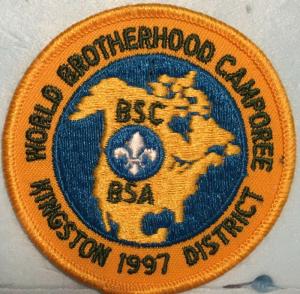 WORLD BROTHERHOOD CAMPOREE
BSC
BSA
KINGSTON 1997 DISTRICT